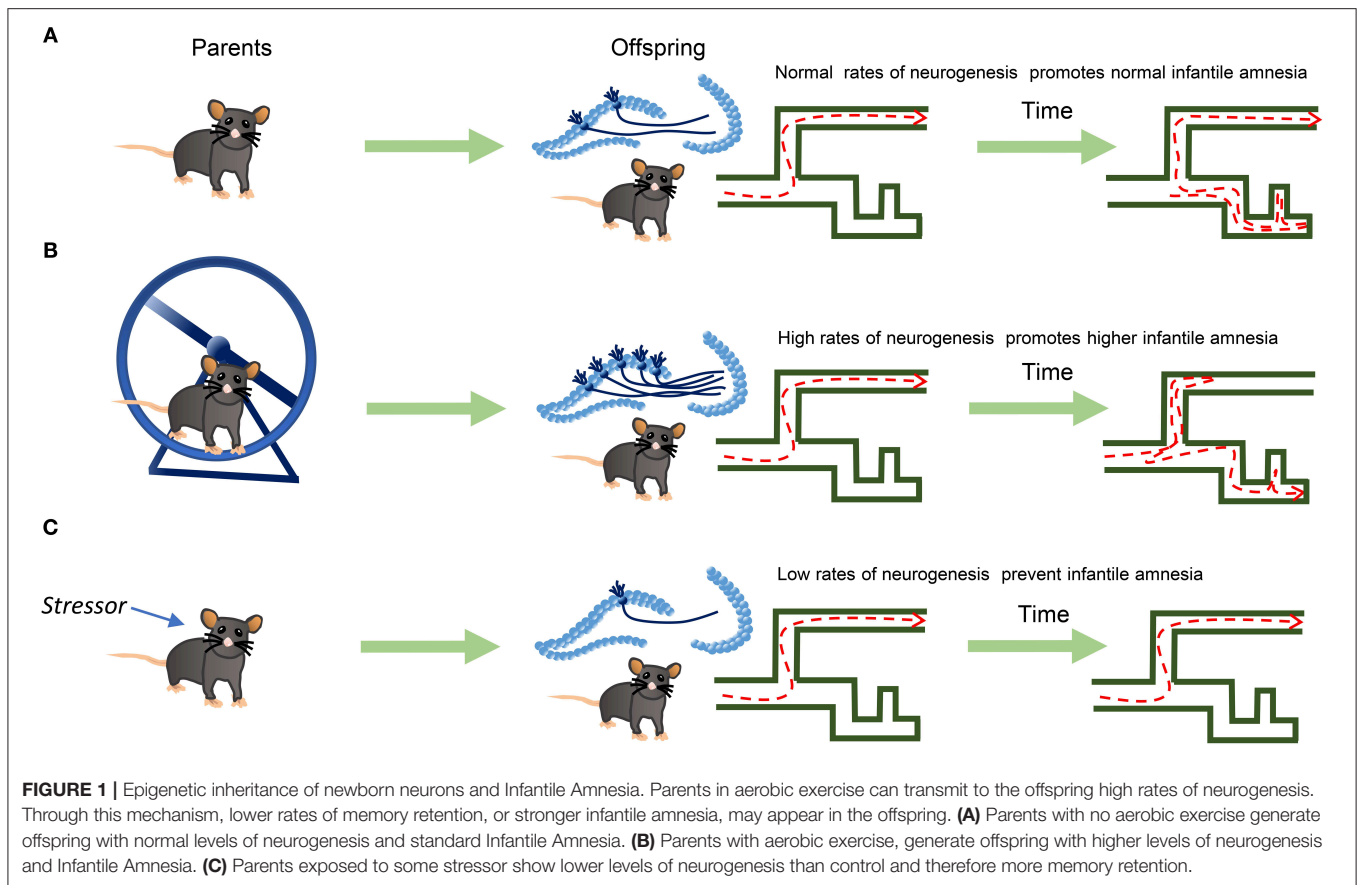 A
Parents
Offspring
Normal rates of neurogenesis promotes normal infantile amnesia
Time
B
High rates of neurogenesis promotes higher infantile amnesia
Time
C
Stressor
Low rates of neurogenesis prevent infantile amnesia
Time
FIGURE 1 | Epigenetic inheritance of newborn neurons and Infantile Amnesia. Parents in aerobic exercise can transmit to the offspring high rates of neurogenesis.
Through this mechanism, lower rates of memory retention, or stronger infantile amnesia, may appear in the offspring. (A) Parents with no aerobic exercise generate
offspring with normal levels of neurogenesis and standard Infantile Amnesia. (B) Parents with aerobic exercise, generate offspring with higher levels of neurogenesis
and Infantile Amnesia. (C) Parents exposed to some stressor show lower levels of neurogenesis than control and therefore more memory retention.